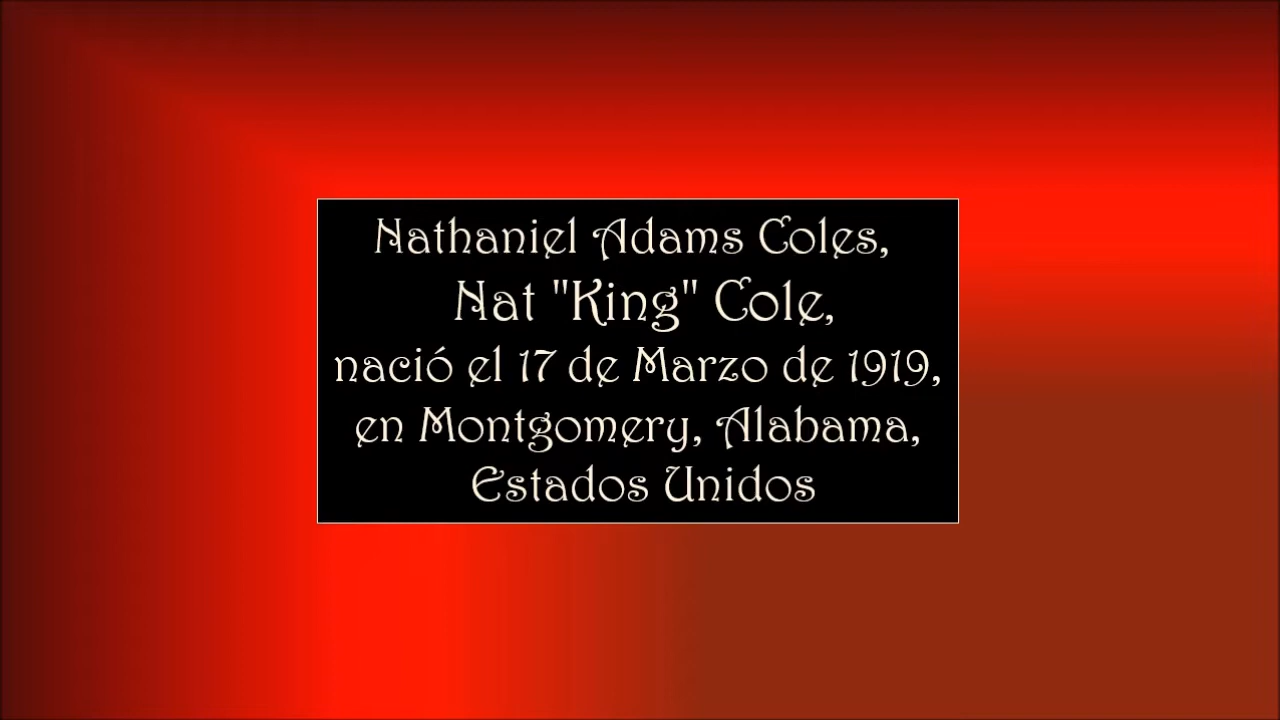 Nathaniel Adams Coles,
Nat "King" Cole,
nació el 17 de Marzo de 1919,
en Montgomery, Alabama,
Estados Unidos